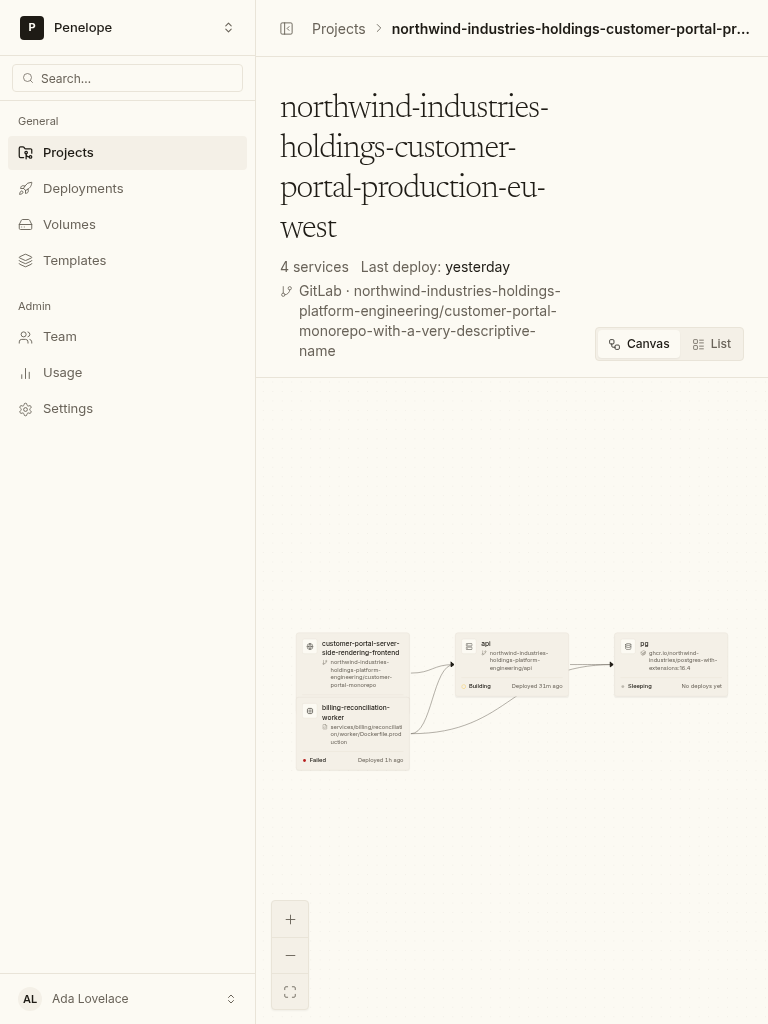 P Penelope
Search...
General
Projects
Deployments
Volumes
Templates
Admin
Team
Usage
Settings
AL Ada Lovelace
Projects northwind-industries-holdings-customer-portal-pr...
northwind-industries-
holdings-customer-
portal-production-eu-
west
4 services Last deploy: yesterday
GitLab · northwind-industries-holdings-
platform-engineering/customer-portal-
monorepo-with-a-very-descriptive-
name
Canvas List
customer-portal-server-
side-rendering-frontend
northwind-industries-
holdings-platform-
engineering/customer-
portal-monorepo
billing-reconciliation-
worker
services/billing/reconciliati
on/worker/Dockerfile.prod
uction
Failed Deployed 1h ago
api
northwind-industries-
holdings-platform-
engineering/api
Building Deployed 31m ago
pg
ghcr.io/northwind-
industries/postgres-with-
extensions:16.4
Sleeping No deploys yet